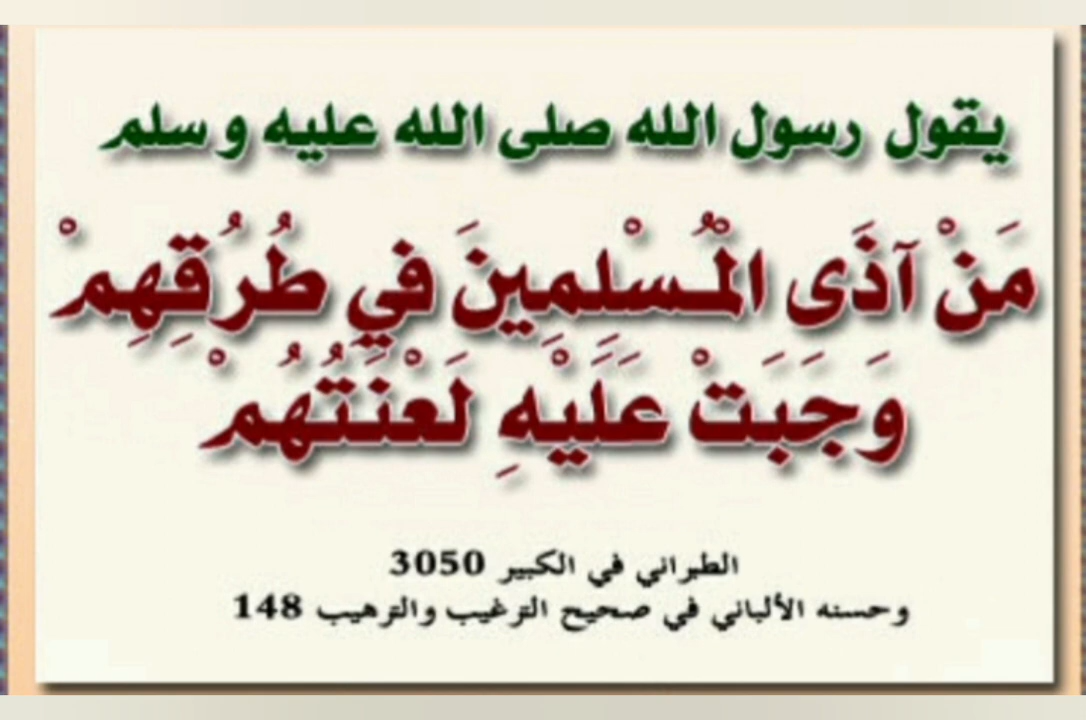 يقول رسول الله صلى الله عليه و سلم
مَنْ آذَى الْمُسْلِمِينَ فِي طُرُقِهِمْ
وَجَبَتْ عَلَيْهِ لَعْنَتُهُمْ
الطبراني في الكبير 3050
وحسنه الألباني في صحيح الترغيب والترهيب 148